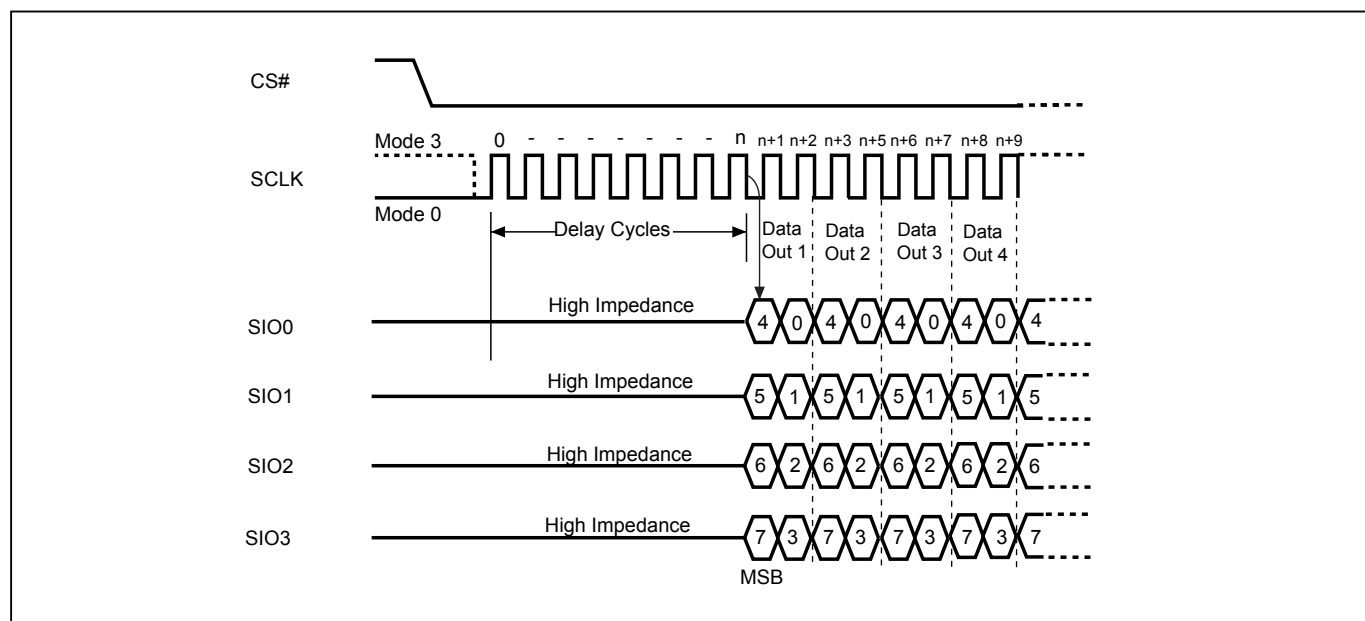 CS#
Mode 3 0 - - - - - - n n+1 n+2 n+3 n+5 n+6 n+7 n+8 n+9
SCLK
Mode 0
Delay Cycles
Data Out 1
Data Out 2
Data Out 3
Data Out 4
High Impedance
SIO0 4 0 4 0 4 0 4 0 4
High Impedance
SIO1 5 1 5 1 5 1 5 1 5
High Impedance
SIO2 6 2 6 2 6 2 6 2 6
High Impedance
SIO3 7 3 7 3 7 3 7 3 7
MSB